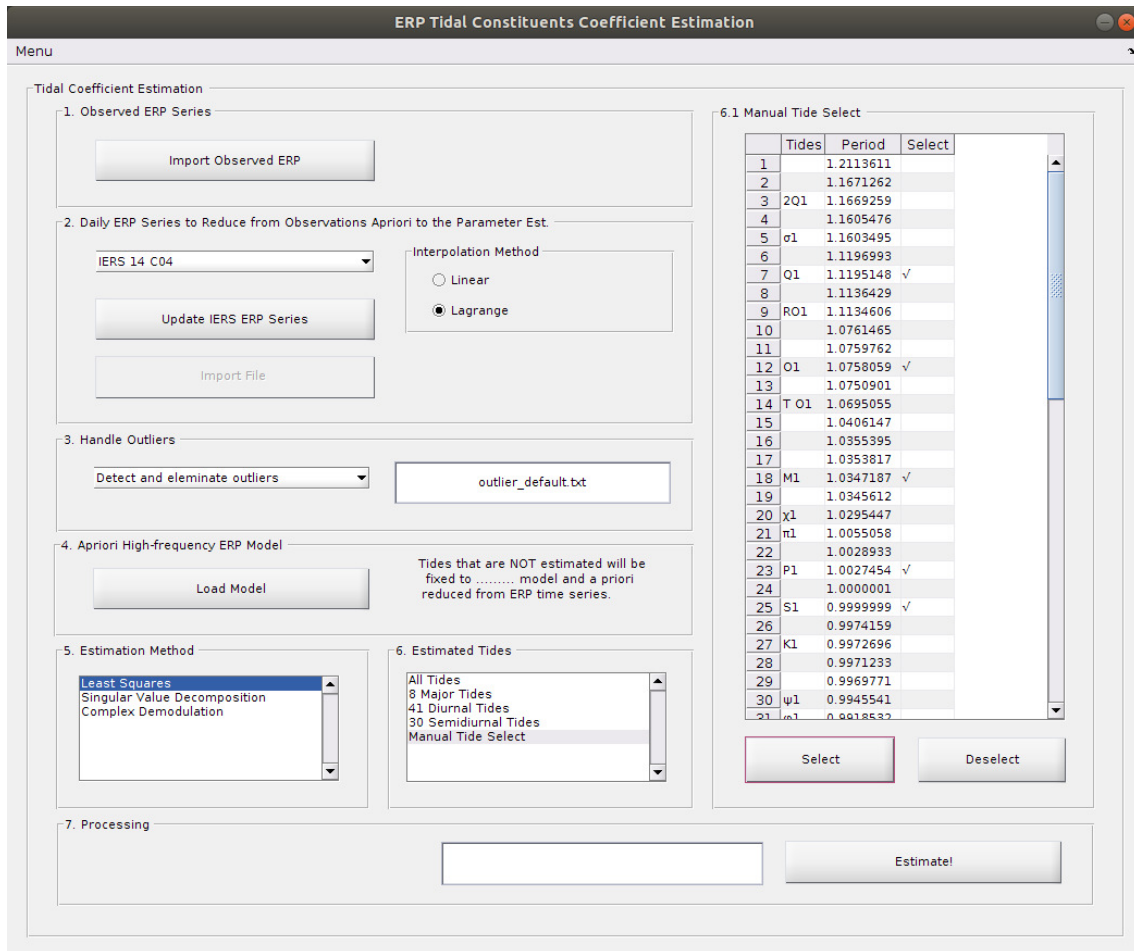 ERP Tidal Constituents Coefficient Estimation
Menu
Tidal Coefficient Estimation
1. Observed ERP Series
Import Observed ERP
2. Daily ERP Series to Reduce from Observations Apriori to the Parameter Est.
IERS 14 C04
Interpolation Method
Linear
Lagrange
Update IERS ERP Series
Import File
3. Handle Outliers
Detect and eleminate outliers
outlier_default.txt
4. Apriori High-frequency ERP Model
Load Model
Tides that are NOT estimated will be
fixed to ......... model and a priori
reduced from ERP time series.
5. Estimation Method
Least Squares
Singular Value Decomposition
Complex Demodulation
6. Estimated Tides
All Tides
8 Major Tides
41 Diurnal Tides
30 Semidiurnal Tides
Manual Tide Select
6.1 Manual Tide Select
Tides Period Select
1 1.2113611
2 1.1671262
3 2Q1 1.1669259
4 1.1605476
5 σ1 1.1603495
6 1.1196993
7 Q1 1.1195148 √
8 1.1136429
9 RO1 1.1134606
10 1.0761465
11 1.0759762
12 O1 1.0758059 √
13 1.0750901
14 T O1 1.0695055
15 1.0406147
16 1.0355395
17 1.0353817
18 M1 1.0347187 √
19 1.0345612
20 χ1 1.0295447
21 π1 1.0055058
22 1.0028933
23 P1 1.0027454 √
24 1.0000001
25 S1 0.9999999 √
26 0.9974159
27 K1 0.9972696
28 0.9971233
29 0.9969771
30 ψ1 0.9945541
31 φ1 0.9918532
Select
Deselect
7. Processing
Estimate!